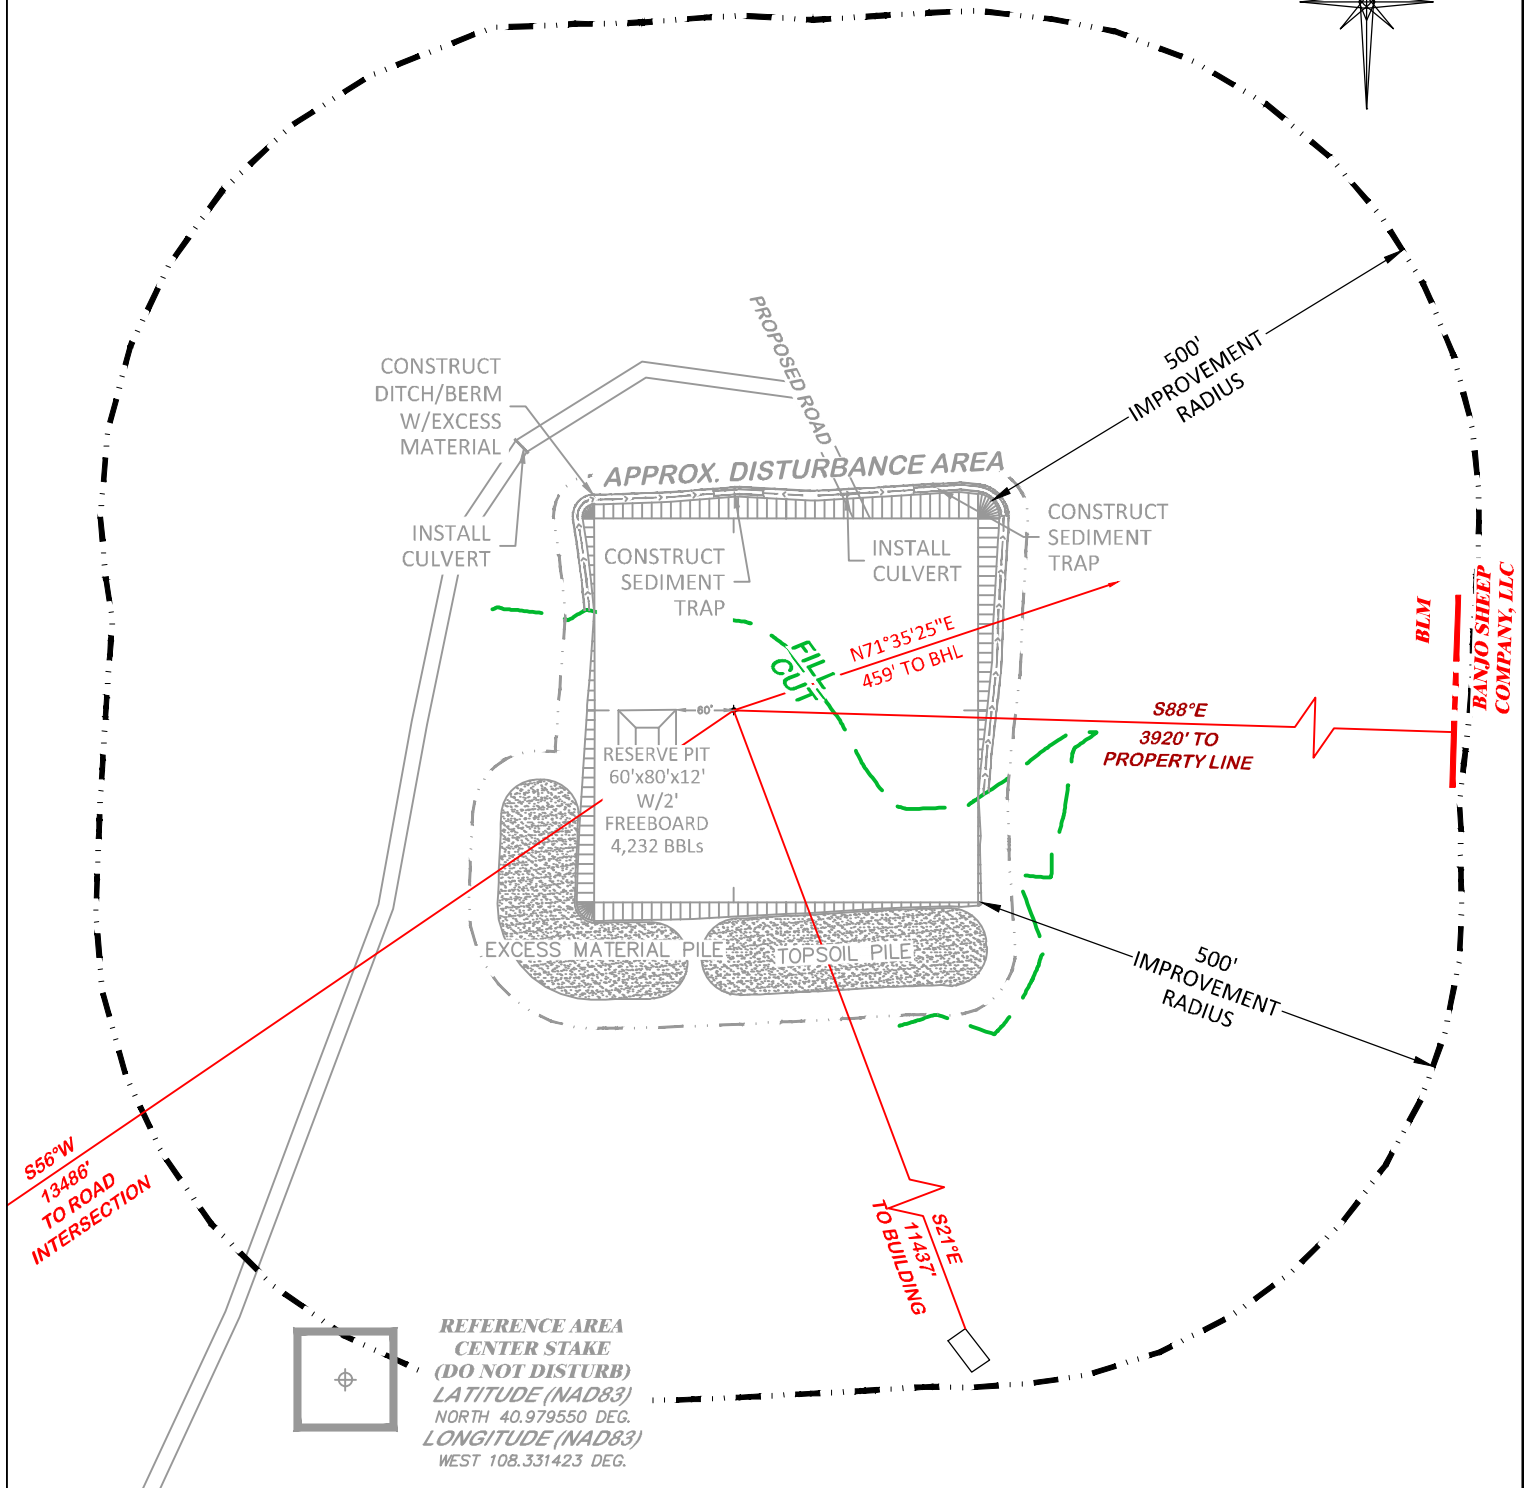 500'
IMPROVEMENT
RADIUS
PROPOSED ROAD
CONSTRUCT
DITCH/BERM
W/EXCESS
MATERIAL
APPROX. DISTURBANCE AREA
INSTALL
CULVERT
CONSTRUCT
SEDIMENT
TRAP
INSTALL
CULVERT
CONSTRUCT
SEDIMENT
TRAP
BLM
BANJO SHEEP
COMPANY, LLC
FILL
CUT
N71°35'25"E
459' TO BHL
60'
S88°E
3920' TO
PROPERTY LINE
RESERVE PIT
60'x80'x12'
W/2'
FREEBOARD
4,232 BBLs
EXCESS MATERIAL PILE
TOPSOIL PILE
500'
IMPROVEMENT
RADIUS
S56°W
13486'
TO ROAD
INTERSECTION
S21°E
11437'
TO BUILDING
REFERENCE AREA
CENTER STAKE
(DO NOT DISTURB)
LATITUDE (NAD83)
NORTH 40.979550 DEG.
LONGITUDE (NAD83)
WEST 108.331423 DEG.